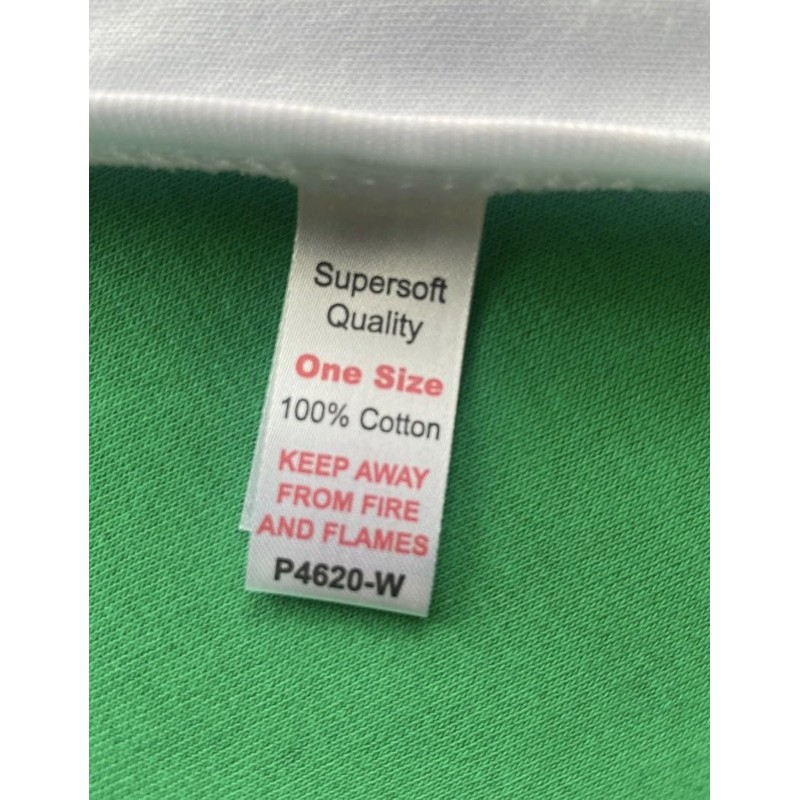 Supersoft
Quality
One Size
100% Cotton
KEEP AWAY
FROM FIRE
AND FLAMES
P4620-W